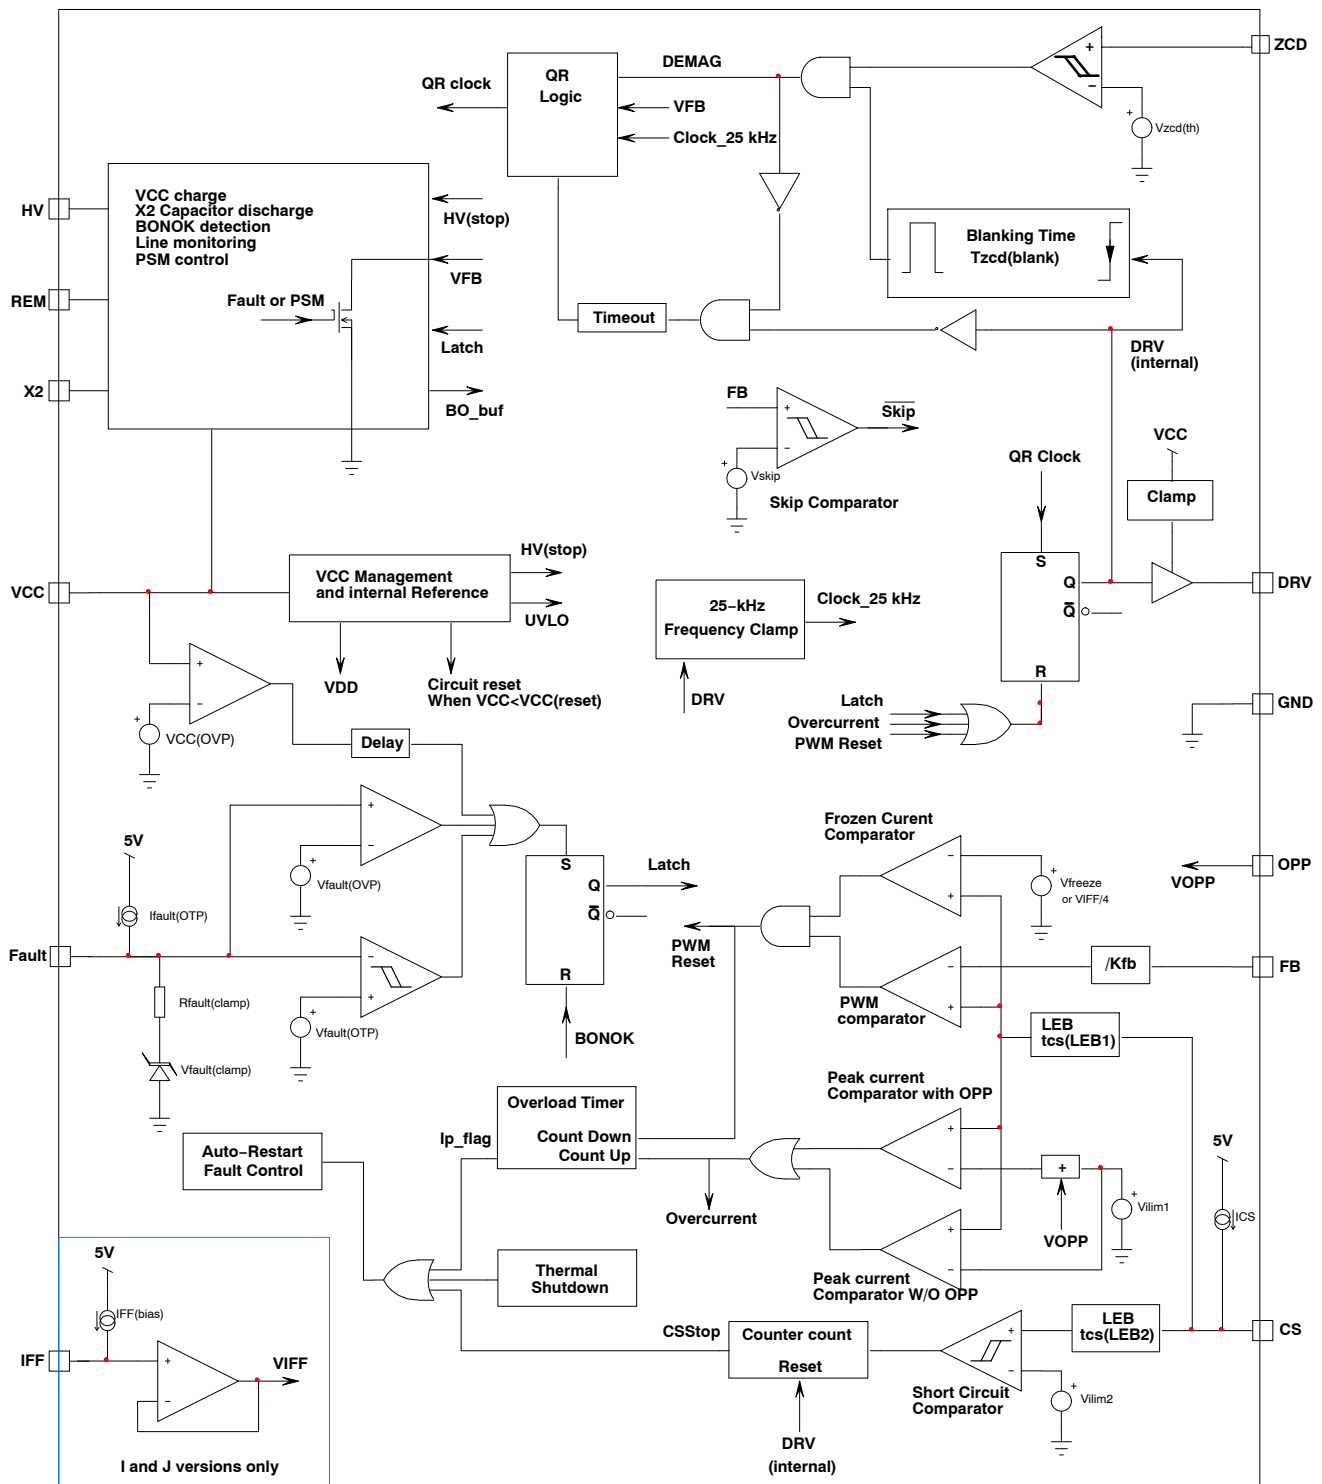 ZCD
DEMAG
QR
Logic
QR clock
VFB
Clock_25 kHz
+
−
+
Vzcd(th)
VCC charge
X2 Capacitor discharge
BONOK detection
Line monitoring
PSM control
HV
HV(stop)
Blanking Time
Tzcd(blank)
VFB
REM
Fault or PSM
Timeout
Latch
DRV
(internal)
X2
BO_buf
FB
+
−
Skip
+
Vskip
Skip Comparator
VCC
QR Clock
Clamp
HV(stop)
VCC
VCC Management
and internal Reference
UVLO
S
Q
Q
R
DRV
25−kHz
Frequency Clamp
Clock_25 kHz
DRV
VDD
Circuit reset
When VCC<VCC(reset)
+
−
+
VCC(OVP)
Latch
Overcurrent
PWM Reset
GND
Delay
+
−
+
Vfault(OVP)
5V
Ifault(OTP)
S
Q
Q
R
Latch
Frozen Curent
Comparator
−
+
+
Vfreeze
or VIFF/4
VOPP
OPP
Fault
−
+
+
Vfault(OTP)
PWM
Reset
/Kfb
FB
−
+
PWM
comparator
Rfault(clamp)
Vfault(clamp)
BONOK
LEB
tcs(LEB1)
Peak current
Comparator with OPP
+
−
Overload Timer
Count Down
Count Up
Ip_flag
Auto−Restart
Fault Control
5V
+
+
Vilim1
ICS
Overcurrent
VOPP
+
−
Peak current
Comparator W/O OPP
Thermal
Shutdown
5V
IFF(bias)
CSStop
Counter count
Reset
+
−
LEB
tcs(LEB2)
CS
IFF
+
−
VIFF
Short Circuit
Comparator
+
Vilim2
DRV
(internal)
I and J versions only